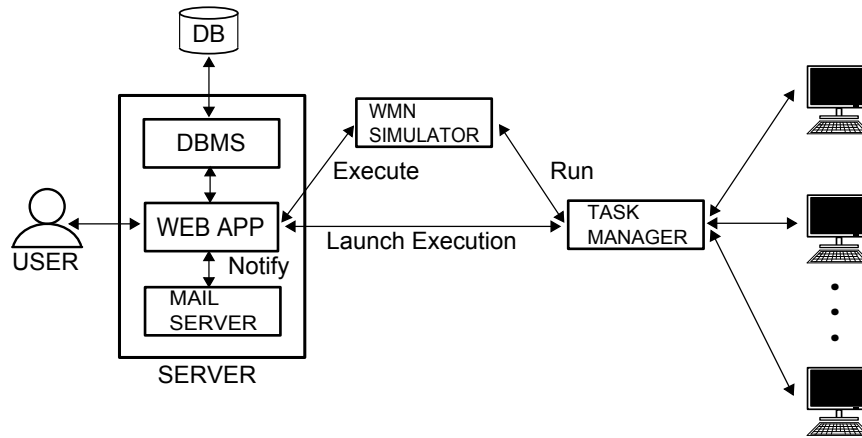 DB
DBMS
WMN
SIMULATOR
Execute
Run
WEB APP
Launch Execution
TASK
MANAGER
USER
Notify
MAIL
SERVER
SERVER